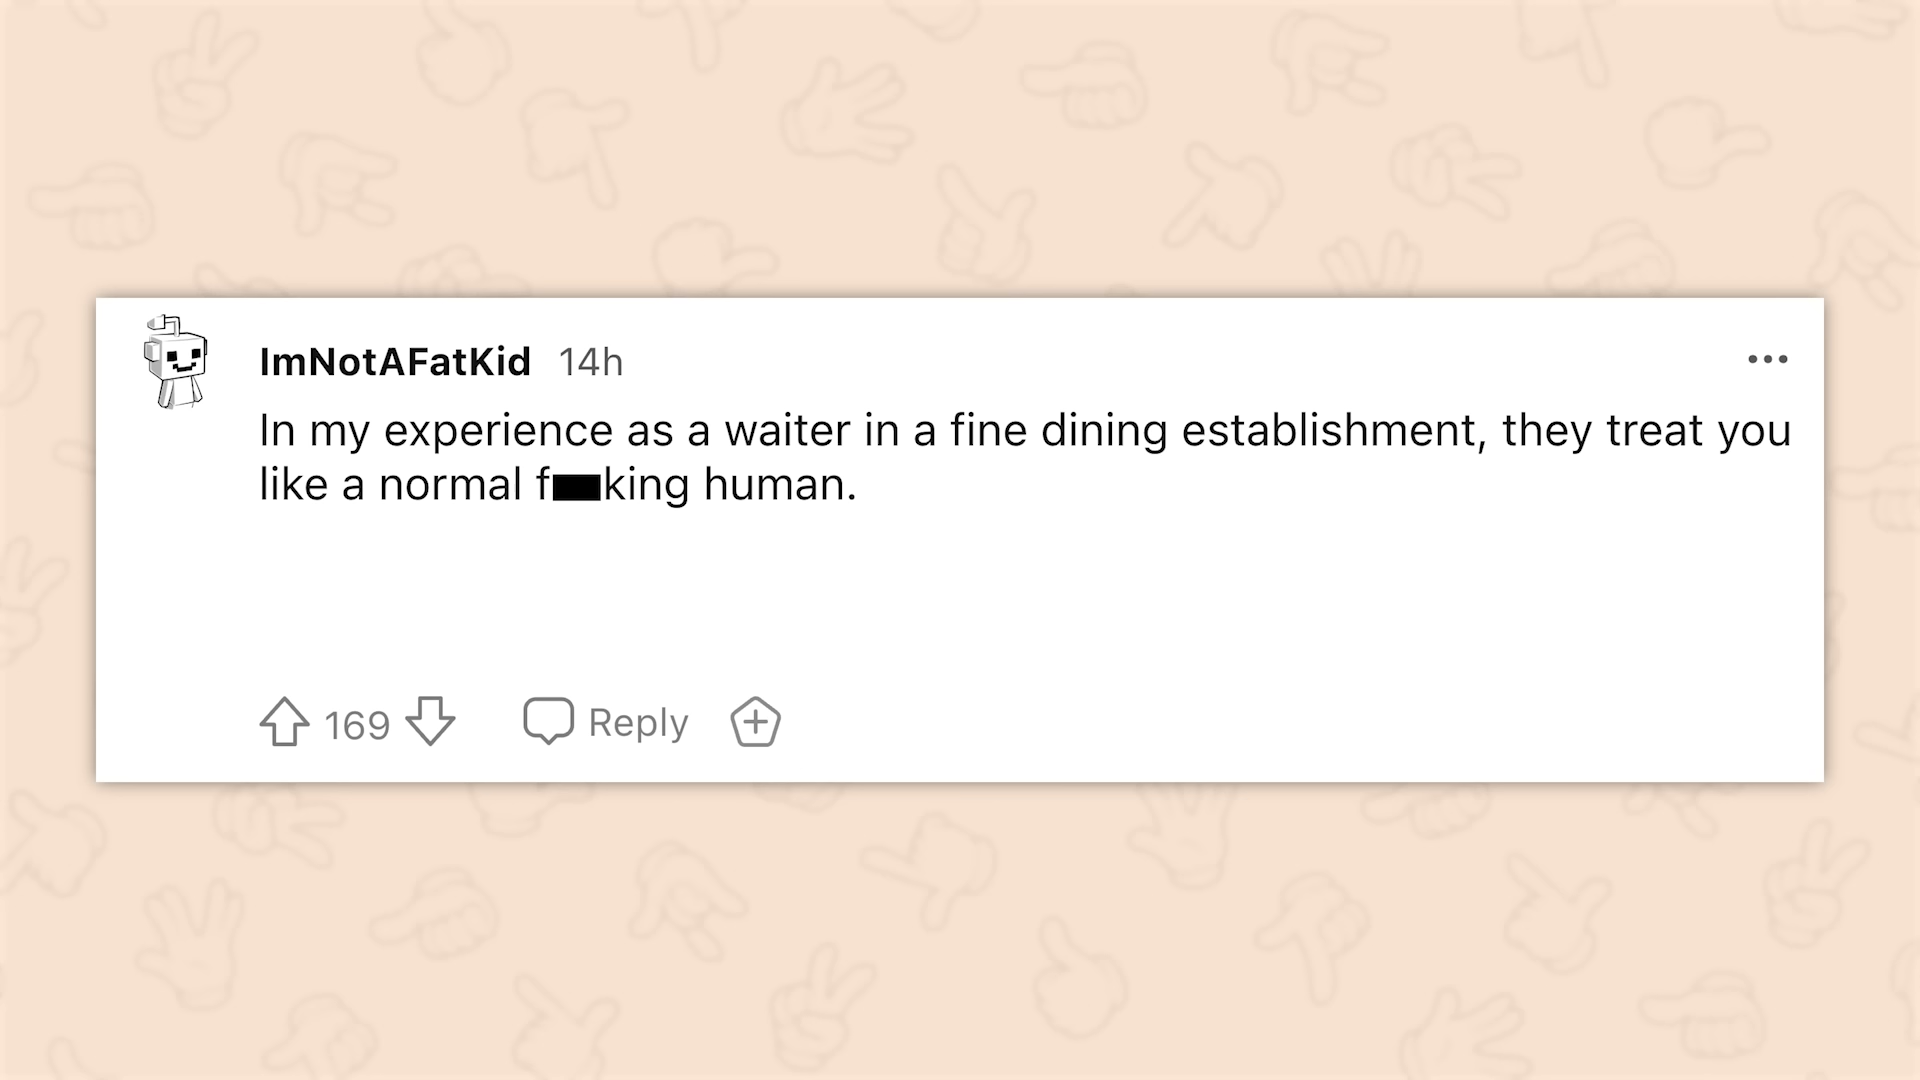 ImNotAFatKid 14h
In my experience as a waiter in a fine dining establishment, they treat you
like a normal f██king human.
169 Reply